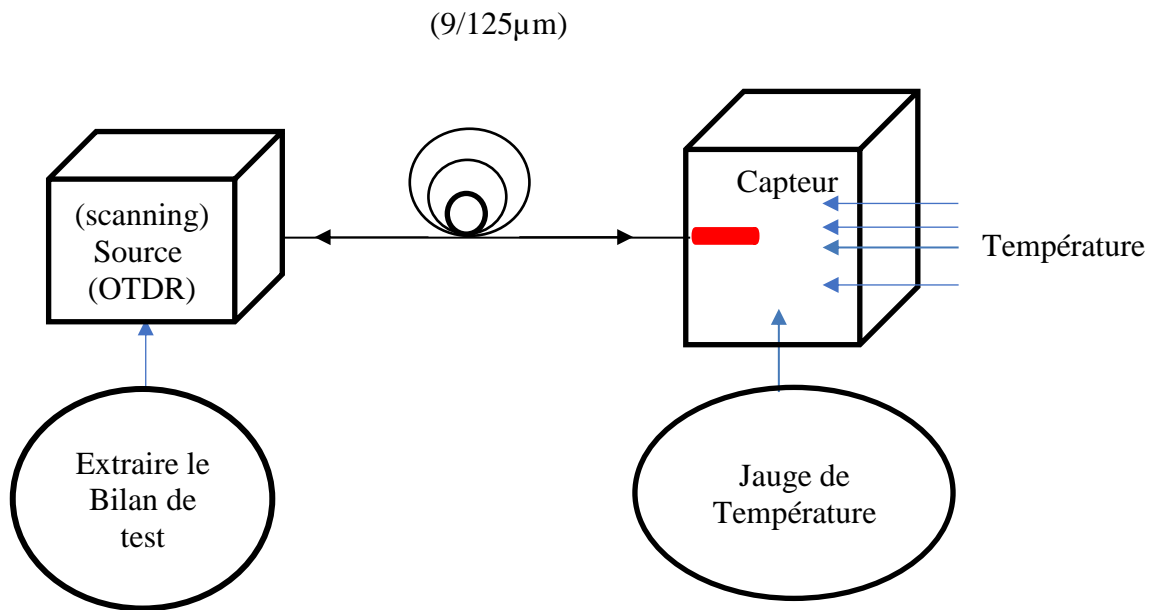 (9/125µm)
(scanning)
Source
(OTDR)
Capteur
Température
Extraire le
Bilan de
test
Jauge de
Température